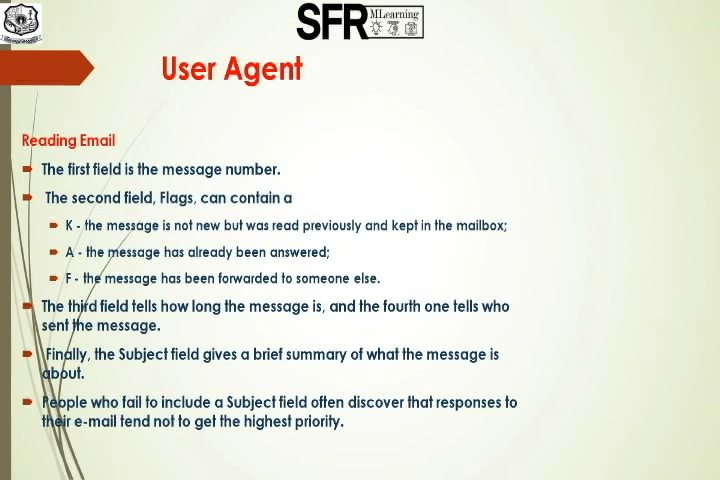 SFR MLearning
User Agent
Reading Email
The first field is the message number.
The second field, Flags, can contain a
K - the message is not new but was read previously and kept in the mailbox;
A - the message has already been answered;
F - the message has been forwarded to someone else.
The third field tells how long the message is, and the fourth one tells who
sent the message.
Finally, the Subject field gives a brief summary of what the message is
about.
People who fail to include a Subject field often discover that responses to
their e-mail tend not to get the highest priority.